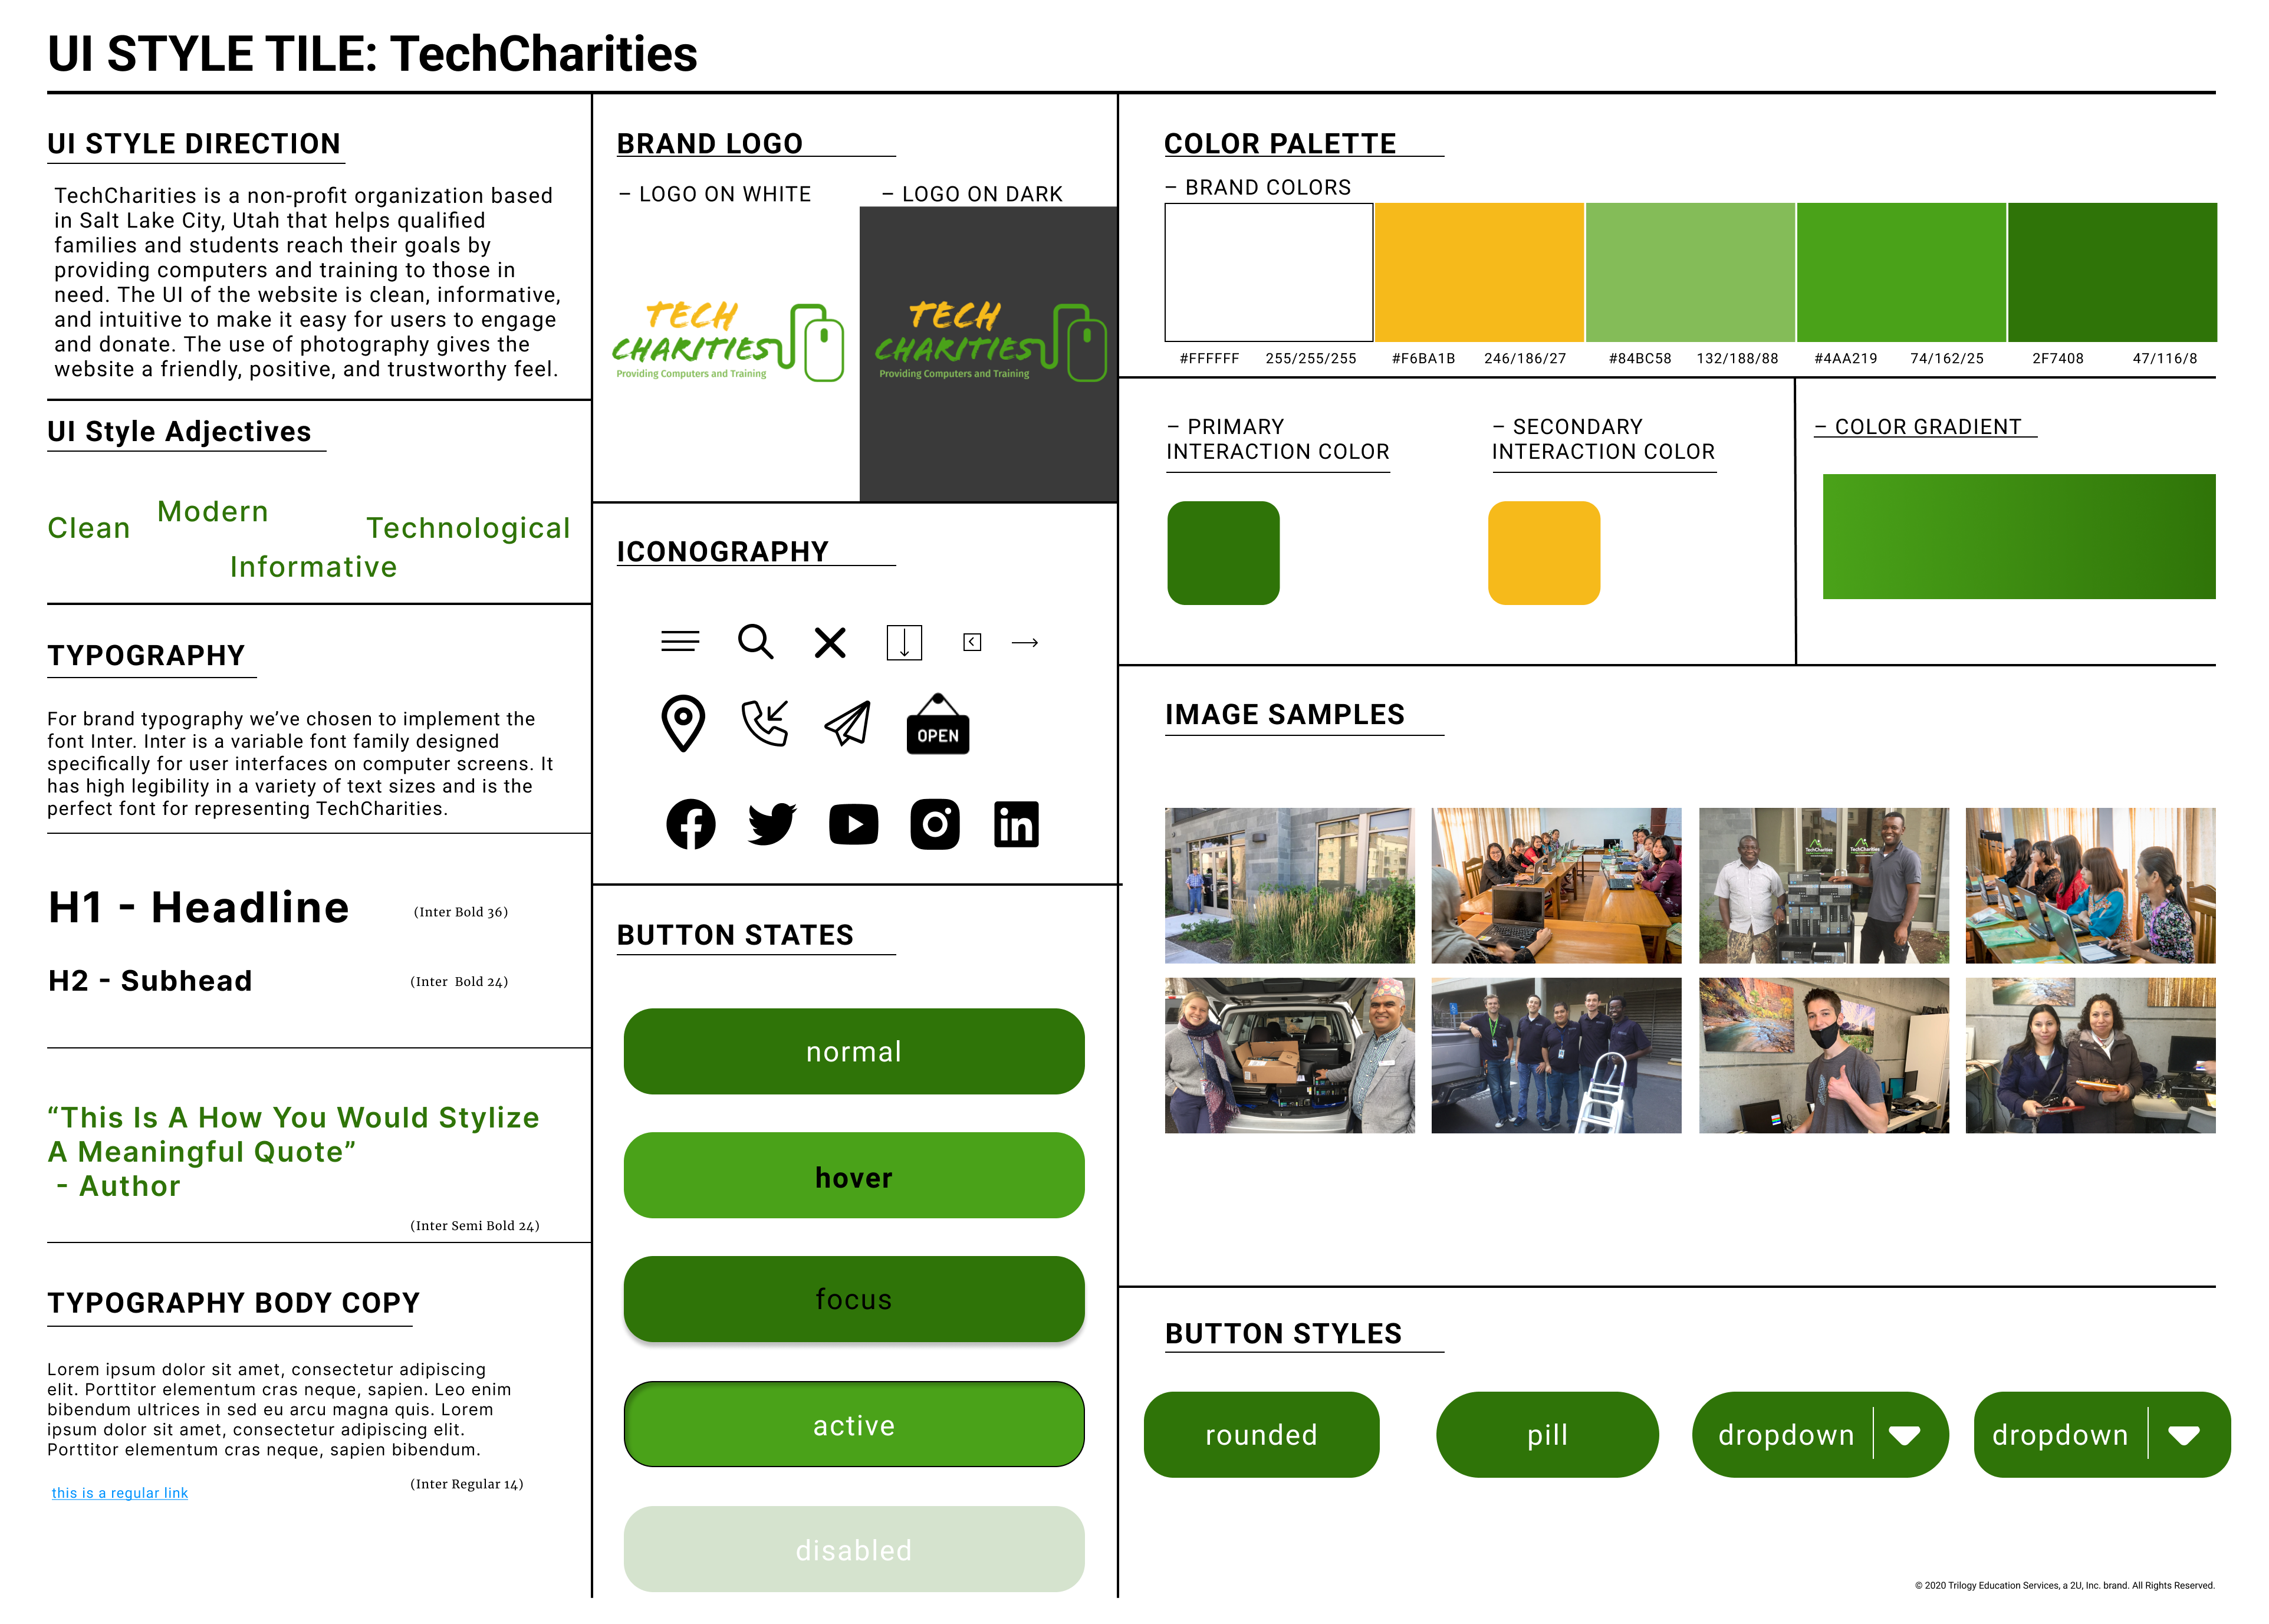 UI STYLE TILE: TechCharities
UI STYLE DIRECTION
TechCharities is a non-profit organization based
in Salt Lake City, Utah that helps qualified
families and students reach their goals by
providing computers and training to those in
need. The UI of the website is clean, informative,
and intuitive to make it easy for users to engage
and donate. The use of photography gives the
website a friendly, positive, and trustworthy feel.
UI Style Adjectives
Clean
Modern
Technological
Informative
TYPOGRAPHY
For brand typography we’ve chosen to implement the
font Inter. Inter is a variable font family designed
specifically for user interfaces on computer screens. It
has high legibility in a variety of text sizes and is the
perfect font for representing TechCharities.
H1 - Headline
(Inter Bold 36)
H2 - Subhead
(Inter Bold 24)
“This Is A How You Would Stylize
A Meaningful Quote”
- Author
(Inter Semi Bold 24)
TYPOGRAPHY BODY COPY
Lorem ipsum dolor sit amet, consectetur adipiscing
elit. Porttitor elementum cras neque, sapien. Leo enim
bibendum ultrices in sed eu arcu magna quis. Lorem
ipsum dolor sit amet, consectetur adipiscing elit.
Porttitor elementum cras neque, sapien bibendum.
(Inter Regular 14)
this is a regular link
BRAND LOGO
– LOGO ON WHITE
TECH
CHARITIES
Providing Computers and Training
– LOGO ON DARK
TECH
CHARITIES
Providing Computers and Training
ICONOGRAPHY
OPEN
in
BUTTON STATES
normal
hover
focus
active
disabled
COLOR PALETTE
– BRAND COLORS
#FFFFFF 255/255/255
#F6BA1B 246/186/27
#84BC58 132/188/88
#4AA219 74/162/25
2F7408 47/116/8
– PRIMARY
INTERACTION COLOR
– SECONDARY
INTERACTION COLOR
– COLOR GRADIENT
IMAGE SAMPLES
TechCharities
TechCharities
BUTTON STYLES
rounded
pill
dropdown
dropdown
© 2020 Trilogy Education Services, a 2U, Inc. brand. All Rights Reserved.